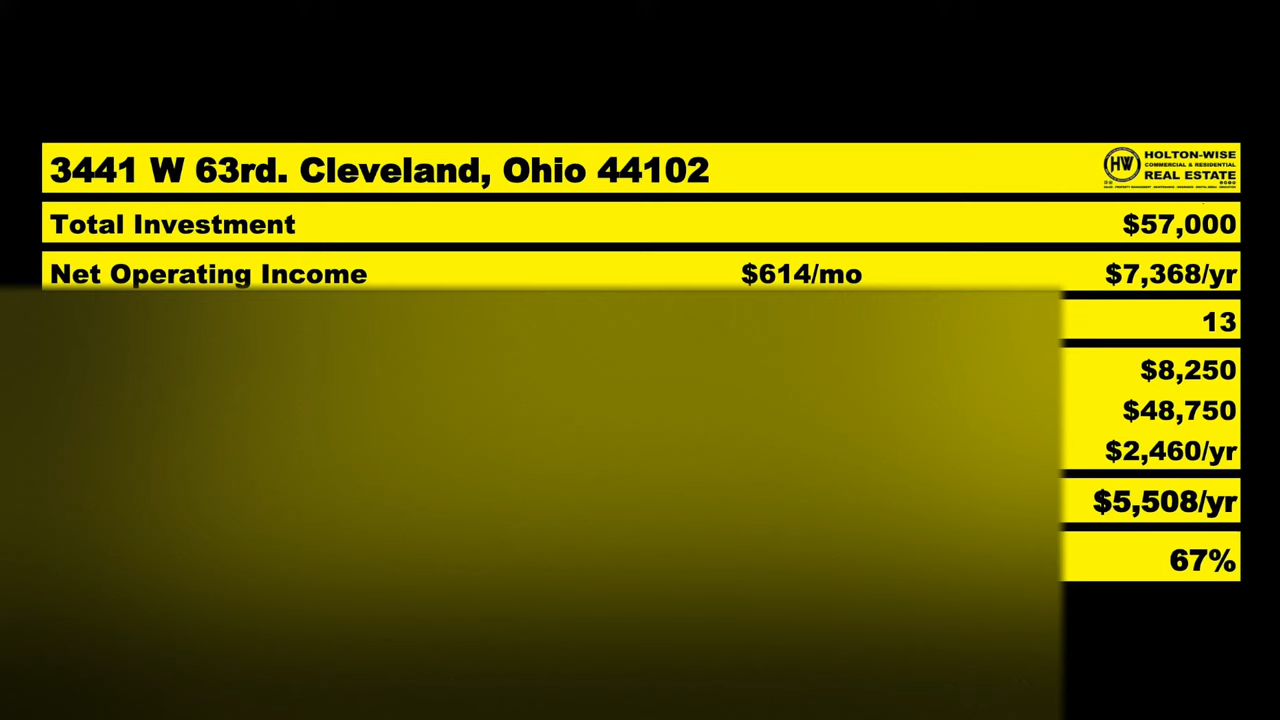 3441 W 63rd. Cleveland, Ohio 44102
HW
HOLTON-WISE
COMMERCIAL & RESIDENTIAL
REAL ESTATE
Total Investment $57,000
Net Operating Income $614/mo $7,368/yr
13
$8,250
$48,750
$2,460/yr
$5,508/yr
67%